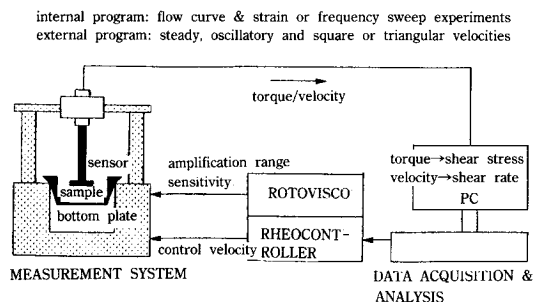 internal program: flow curve & strain or frequency sweep experiments
external program: steady, oscillatory and square or triangular velocities
torque/velocity
sensor
sample
bottom plate
amplification range
sensitivity
control velocity
ROTOVISCO
RHEOCONT-
ROLLER
torque→shear stress
velocity→shear rate
PC
MEASUREMENT SYSTEM
DATA ACQUISITION &
ANALYSIS